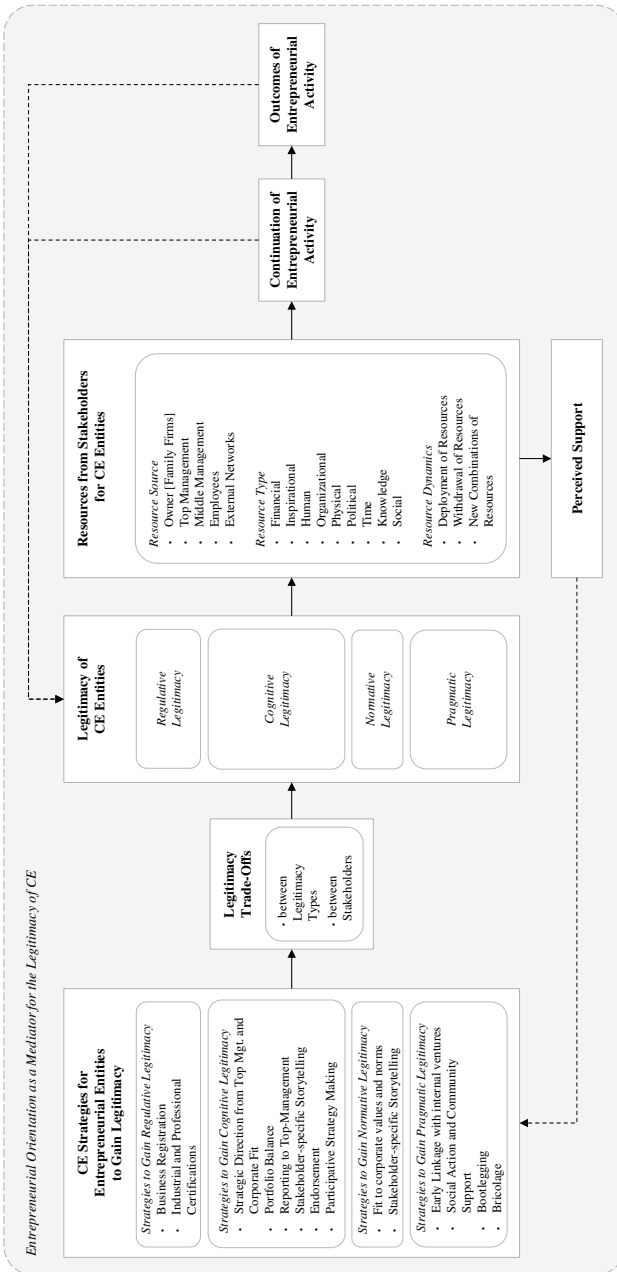 Entrepreneurial Orientation as a Mediator for the Legitimacy of CE
CE Strategies for
Entrepreneurial Entities
to Gain Legitimacy
Strategies to Gain Regulative Legitimacy
• Business Registration
• Industrial and Professional
Certifications
Strategies to Gain Cognitive Legitimacy
• Strategic Direction from Top Mgt. and
Corporate Fit
• Portfolio Balance
• Reporting to Top-Management
• Stakeholder-specific Storytelling
• Endorsement
• Participative Strategy Making
Strategies to Gain Normative Legitimacy
• Fit to corporate values and norms
• Stakeholder-specific Storytelling
Strategies to Gain Pragmatic Legitimacy
• Early Linkage with internal ventures
• Social Action and Community
Support
• Bootlegging
• Bricolage
Legitimacy
Trade-Offs
• between
Legitimacy
Types
• between
Stakeholders
Legitimacy of
CE Entities
Regulative
Legitimacy
Cognitive
Legitimacy
Normative
Legitimacy
Pragmatic
Legitimacy
Resources from Stakeholders
for CE Entities
Resource Source
• Owner [Family Firms]
• Top Management
• Middle Management
• Employees
• External Networks
Resource Type
• Financial
• Inspirational
• Human
• Organizational
• Physical
• Political
• Time
• Knowledge
• Social
Resource Dynamics
• Deployment of Resources
• Withdrawal of Resources
• New Combinations of
Resources
Perceived Support
Continuation of
Entrepreneurial
Activity
Outcomes of
Entrepreneurial
Activity